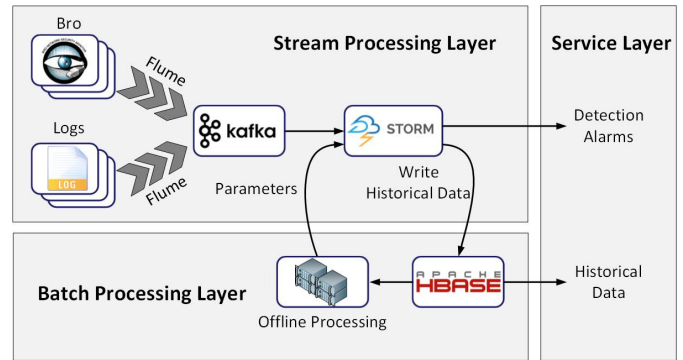 Bro
Stream Processing Layer
Service Layer
Flume
kafka
STORM
Detection
Alarms
Logs
LOG
Flume
Parameters
Write
Historical Data
Batch Processing Layer
Offline Processing
APACHE
HBASE
Historical
Data